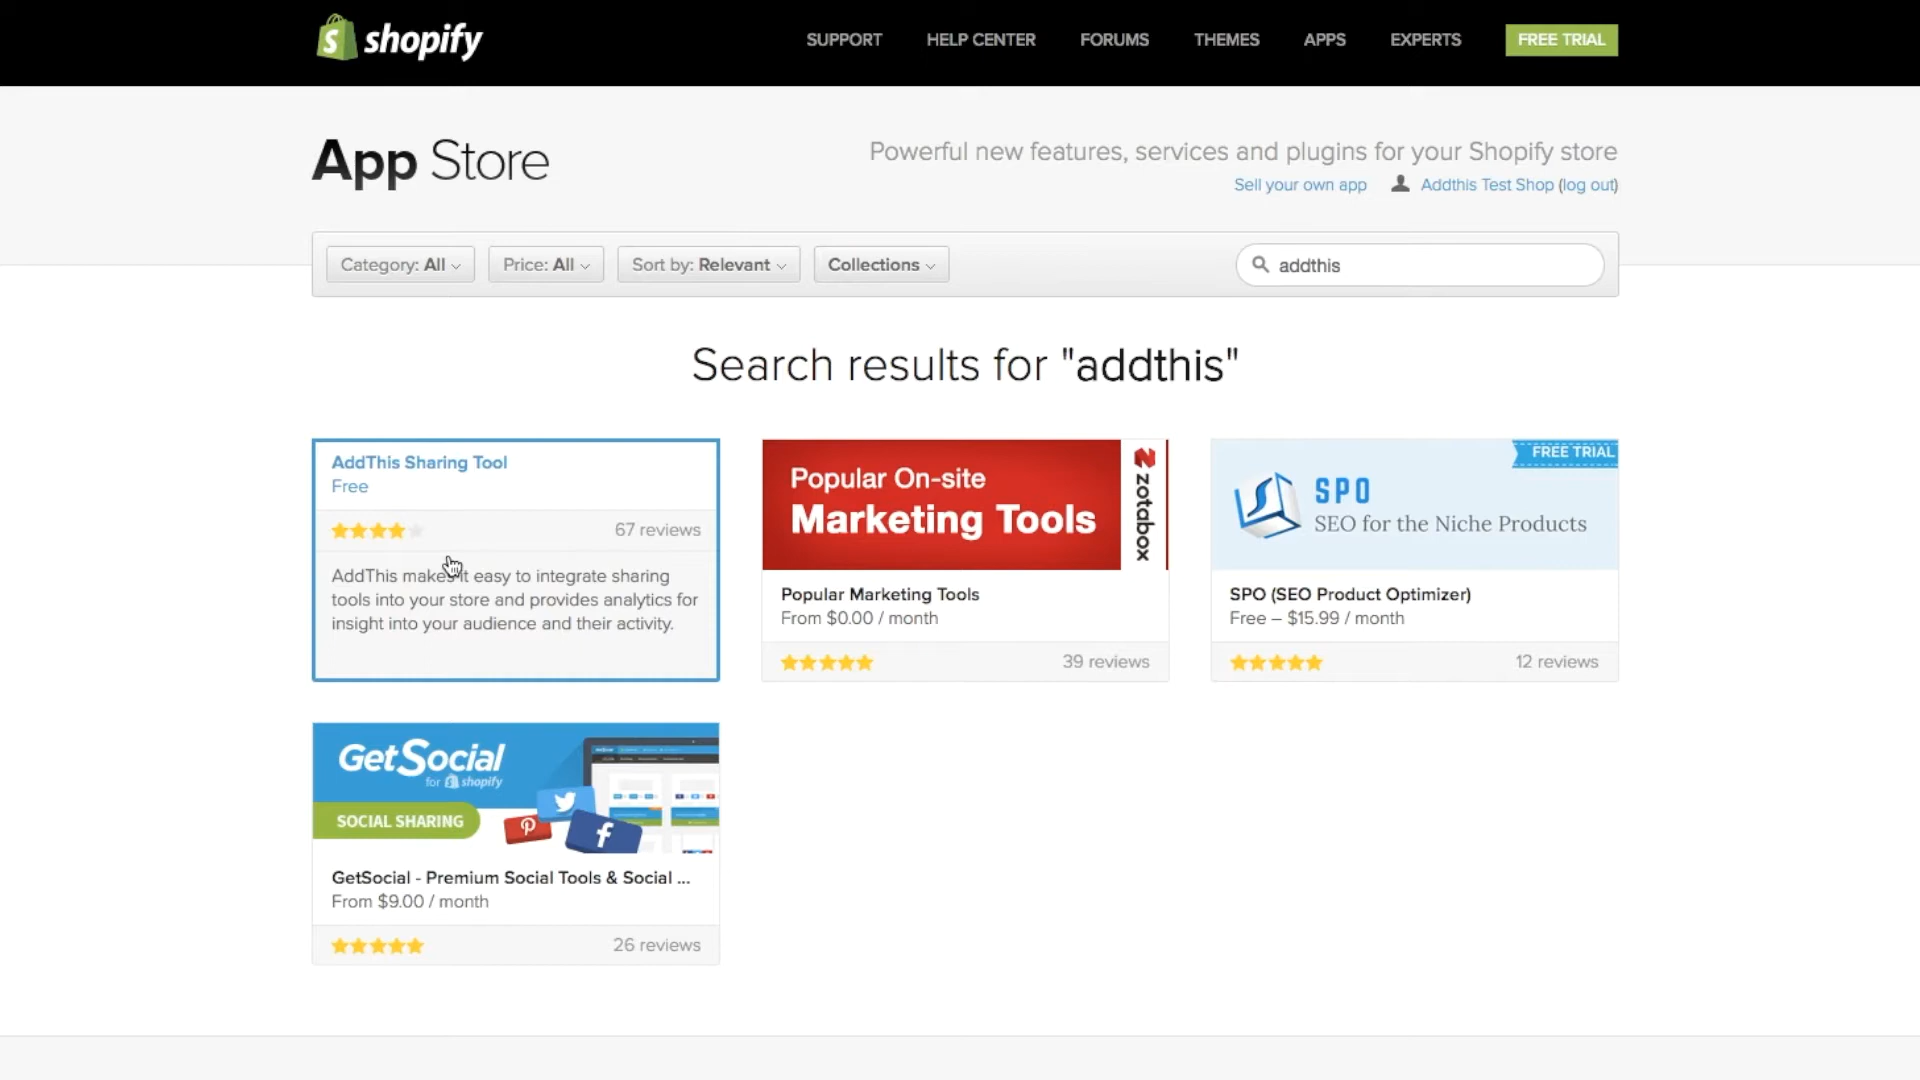 shopify
SUPPORT
HELP CENTER
FORUMS
THEMES
APPS
EXPERTS
FREE TRIAL
App Store
Powerful new features, services and plugins for your Shopify store
Sell your own app
Addthis Test Shop (log out)
Category: All
Price: All
Sort by: Relevant
Collections
addthis
Search results for "addthis"
AddThis Sharing Tool
Free
67 reviews
AddThis makes it easy to integrate sharing
tools into your store and provides analytics for
insight into your audience and their activity.
Popular On-site
Marketing Tools
zotabox
Popular Marketing Tools
From $0.00 / month
39 reviews
FREE TRIAL
SPO
SEO for the Niche Products
SPO (SEO Product Optimizer)
Free – $15.99 / month
12 reviews
GetSocial
for shopify
SOCIAL SHARING
GetSocial - Premium Social Tools & Social ...
From $9.00 / month
26 reviews